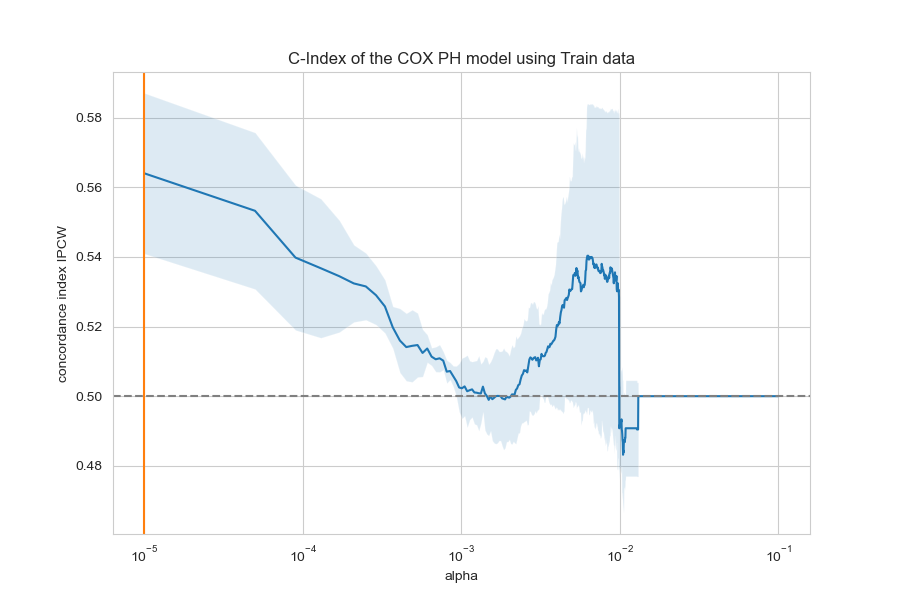 C-Index of the COX PH model using Train data
concordance index IPCW
0.58
0.56
0.54
0.52
0.50
0.48
10⁻⁵ 10⁻⁴ 10⁻³ 10⁻² 10⁻¹
alpha